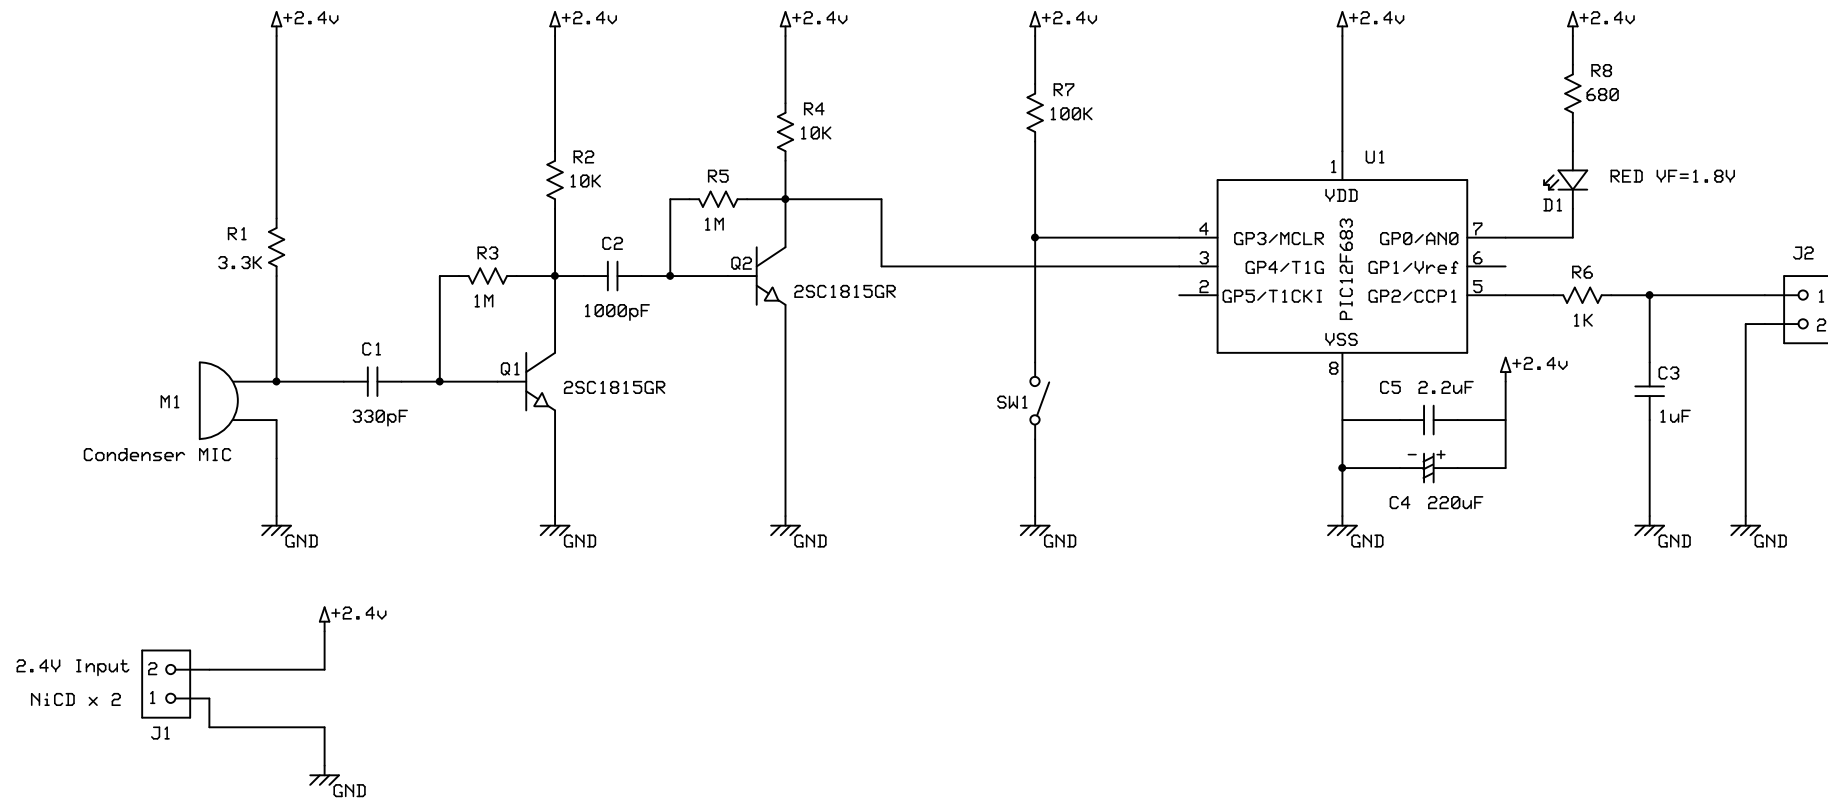 +2.4v
+2.4v
+2.4v
+2.4v
+2.4v
+2.4v
R1
3.3K
R2
10K
R3
1M
R4
10K
R5
1M
C1
330pF
C2
1000pF
Q1
2SC1815GR
Q2
2SC1815GR
M1
Condenser MIC
R7
100K
SW1
1
U1
VDD
4
GP3/MCLR
3
GP4/T1G
2
GP5/T1CKI
PIC12F683
GP0/AN0
7
GP1/Vref
6
GP2/CCP1
5
VSS
8
R8
680
RED VF=1.8V
D1
R6
1K
J2
1
2
+2.4v
C5 2.2uF
- +
C4 220uF
C3
1uF
GND
GND
GND
GND
GND
GND
GND
+2.4v
2.4V Input
2
NiCD x 2
1
J1
GND